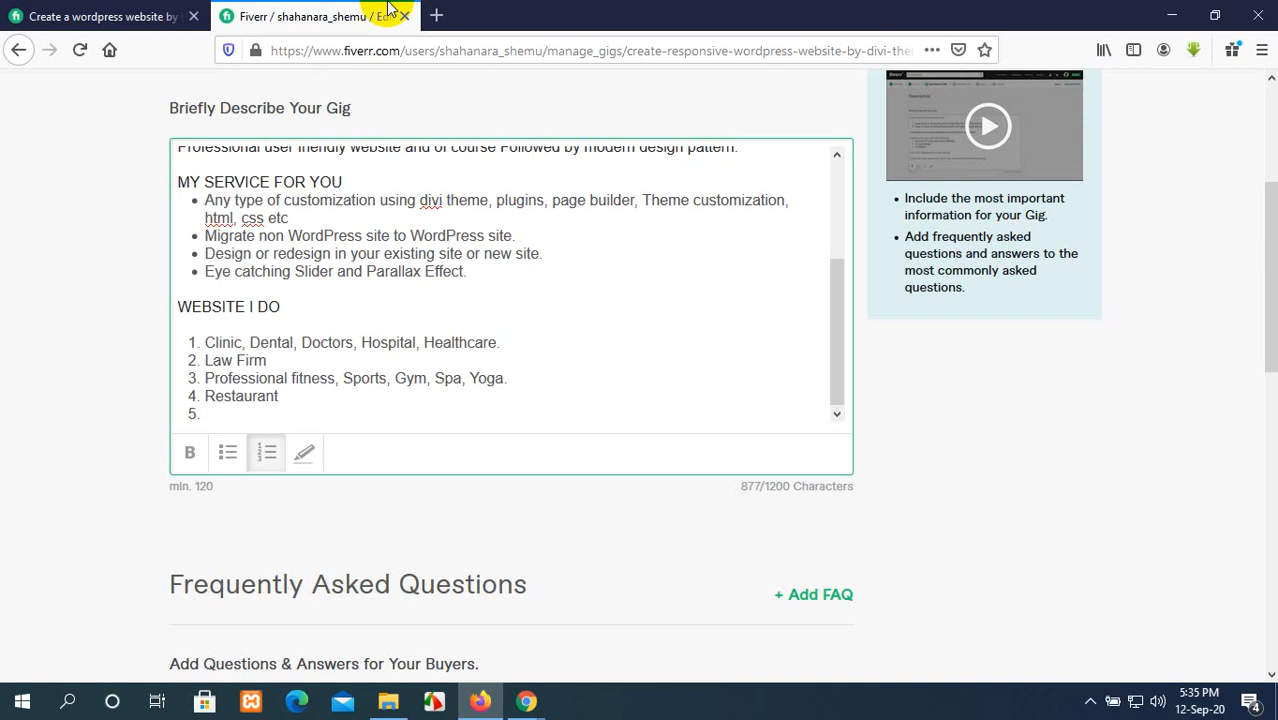 Create a wordpress website by
Fiverr / shahanara_shemu / Ed
https://www.fiverr.com/users/shahanara_shemu/manage_gigs/create-responsive-wordpress-website-by-divi-the
Briefly Describe Your Gig
Professional user friendly website and of course Followed by modern design pattern.
MY SERVICE FOR YOU
• Any type of customization using divi theme, plugins, page builder, Theme customization,
html, css etc
• Migrate non WordPress site to WordPress site.
• Design or redesign in your existing site or new site.
• Eye catching Slider and Parallax Effect.
WEBSITE I DO
1. Clinic, Dental, Doctors, Hospital, Healthcare.
2. Law Firm
3. Professional fitness, Sports, Gym, Spa, Yoga.
4. Restaurant
5.
B
min. 120
877/1200 Characters
• Include the most important
information for your Gig.
• Add frequently asked
questions and answers to the
most commonly asked
questions.
Frequently Asked Questions
+ Add FAQ
Add Questions & Answers for Your Buyers.
5:35 PM
12-Sep-20
4